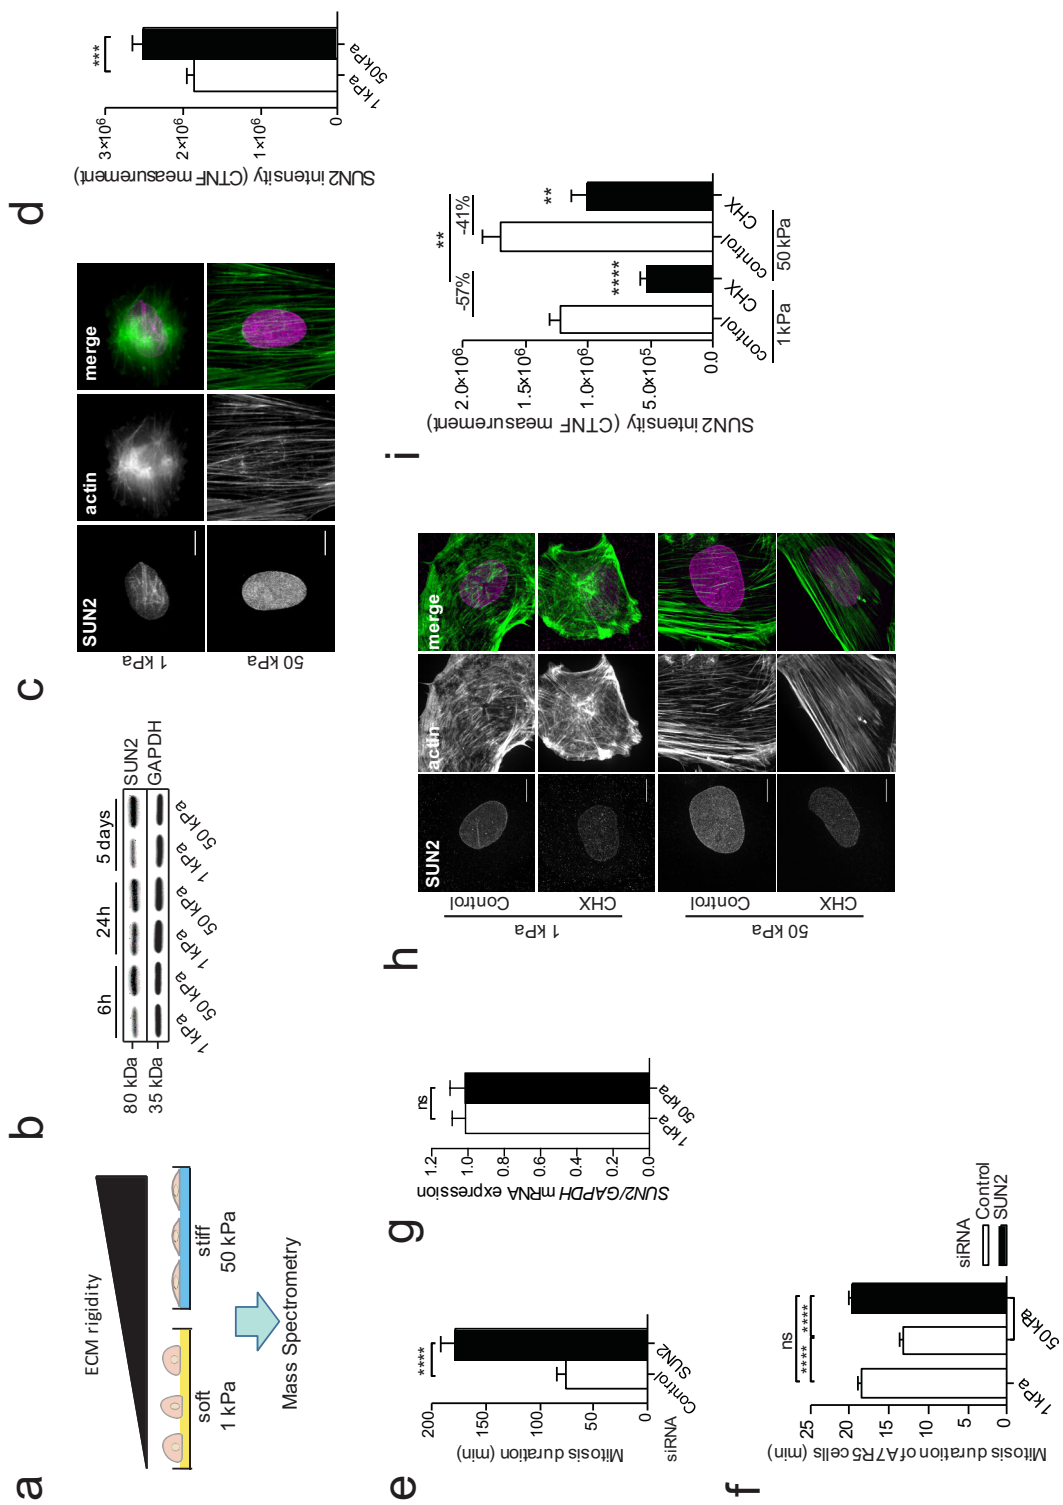 a
ECM rigidity
soft
1 kPa
stiff
50 kPa
Mass Spectrometry
b
6h
24h
5 days
80 kDa
SUN2
35 kDa
GAPDH
1 kPa
50 kPa
1 kPa
50 kPa
1 kPa
50 kPa
c
SUN2
actin
merge
1 kPa
50 kPa
d
SUN2 intensity (CTNF measurement)
3×10⁶
2×10⁶
1×10⁶
0
***
1 kPa
50 kPa
e
Mitosis duration (min)
200
150
100
50
0
****
siRNA
Control
SUN2
f
Mitosis duration of A7R5 cells (min)
25
20
15
10
5
0
ns
**** ****
1 kPa
50 kPa
siRNA
Control
SUN2
g
SUN2/GAPDH mRNA expression
1.2
1.0
0.8
0.6
0.4
0.2
0.0
ns
1 kPa
50 kPa
h
SUN2
actin
merge
1 kPa
Control
CHX
50 kPa
Control
CHX
i
SUN2 intensity (CTNF measurement)
2.0×10⁶
1.5×10⁶
1.0×10⁶
5.0×10⁵
0.0
**
-57%
-41%
****
**
control
CHX
control
CHX
1 kPa
50 kPa